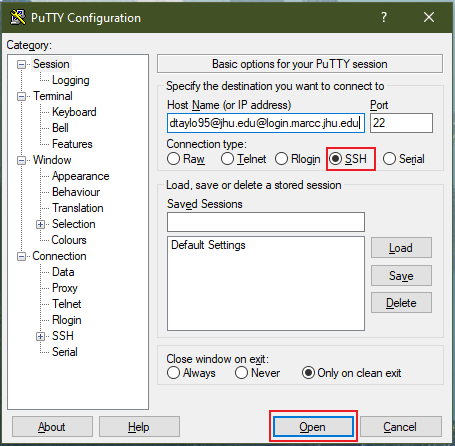 PuTTY Configuration
Category:
Session
Logging
Terminal
Keyboard
Bell
Features
Window
Appearance
Behaviour
Translation
Selection
Colours
Connection
Data
Proxy
Telnet
Rlogin
SSH
Serial
Basic options for your PuTTY session
Specify the destination you want to connect to
Host Name (or IP address) Port
dtaylo95@jhu.edu@login.marcc.jhu.edu 22
Connection type:
Raw Telnet Rlogin SSH Serial
Load, save or delete a stored session
Saved Sessions
Default Settings
Load
Save
Delete
Close window on exit:
Always Never Only on clean exit
About Help Open Cancel